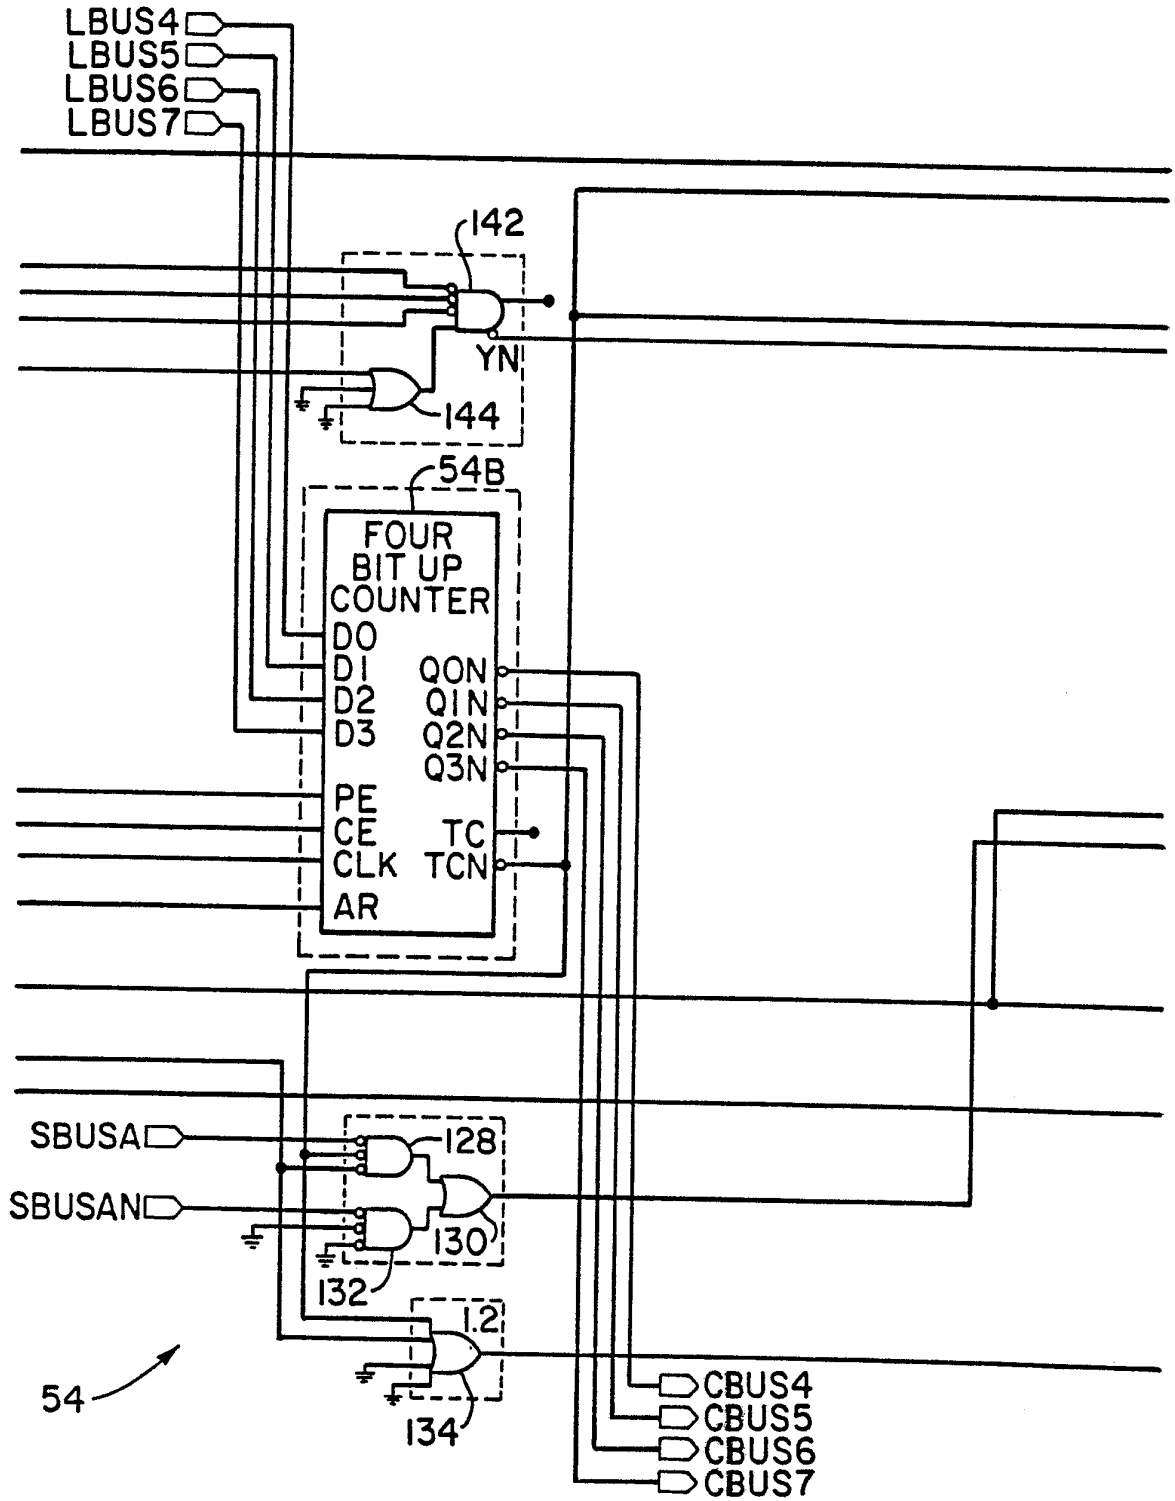 LBUS4
LBUS5
LBUS6
LBUS7
142
YN
144
54B
FOUR
BIT UP
COUNTER
D0
D1
D2
D3
Q0N
Q1N
Q2N
Q3N
PE
CE
CLK
AR
TC
TCN
SBUSA
128
SBUSAN
130
132
1.2
134
54
CBUS4
CBUS5
CBUS6
CBUS7